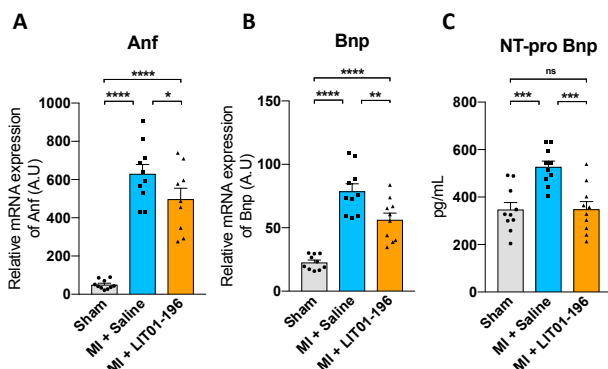 A
Anf
****
****
*
Relative mRNA expression
of Anf (A.U)
1000
800
600
400
200
0
Sham
MI + Saline
MI + LIT01-196
B
Bnp
****
****
**
Relative mRNA expression
of Bnp (A.U)
150
100
50
0
Sham
MI + Saline
MI + LIT01-196
C
NT-pro Bnp
ns
***
***
pg/mL
800
600
400
200
0
Sham
MI + Saline
MI + LIT01-196